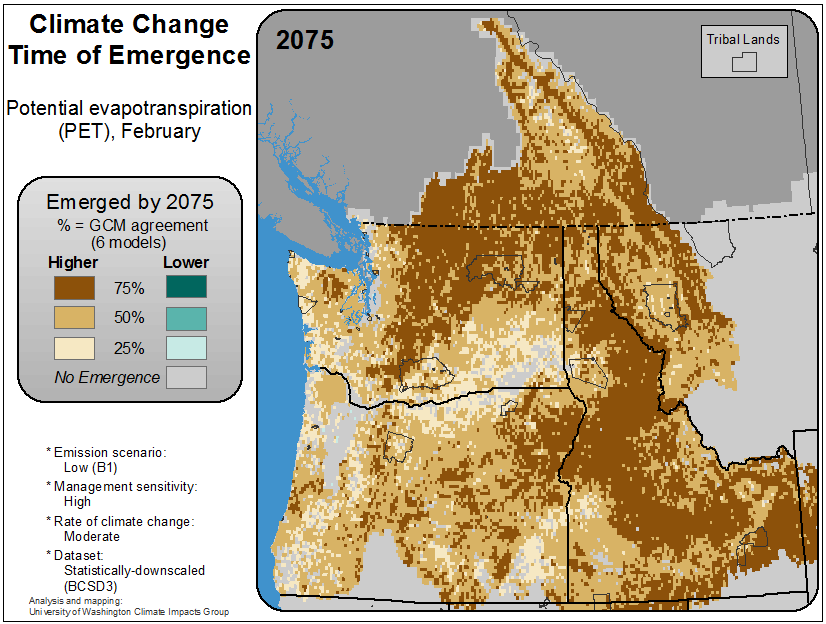 Climate Change
Time of Emergence
Potential evapotranspiration
(PET), February
Emerged by 2075
% = GCM agreement
(6 models)
Higher Lower
75%
50%
25%
No Emergence
* Emission scenario:
Low (B1)
* Management sensitivity:
High
* Rate of climate change:
Moderate
* Dataset:
Statistically-downscaled
(BCSD3)
Analysis and mapping:
University of Washington Climate Impacts Group
2075
Tribal Lands